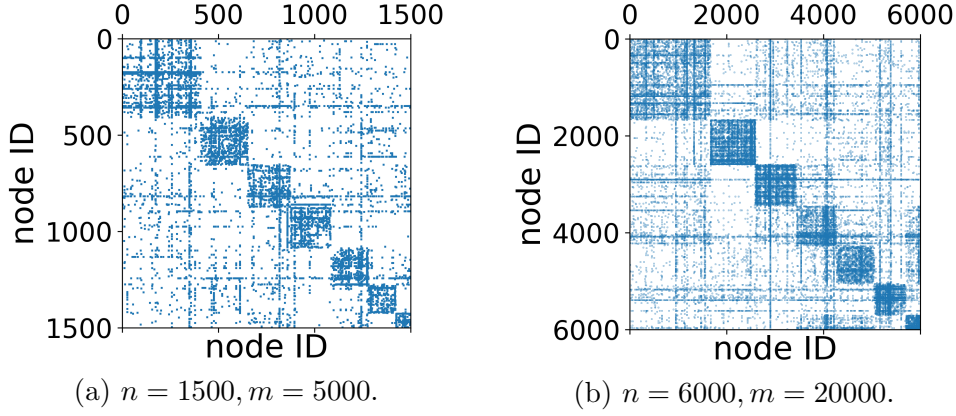 0 500 1000 1500
0
500
1000
1500
node ID
node ID
(a) n = 1500, m = 5000.
0 2000 4000 6000
0
2000
4000
6000
node ID
node ID
(b) n = 6000, m = 20000.